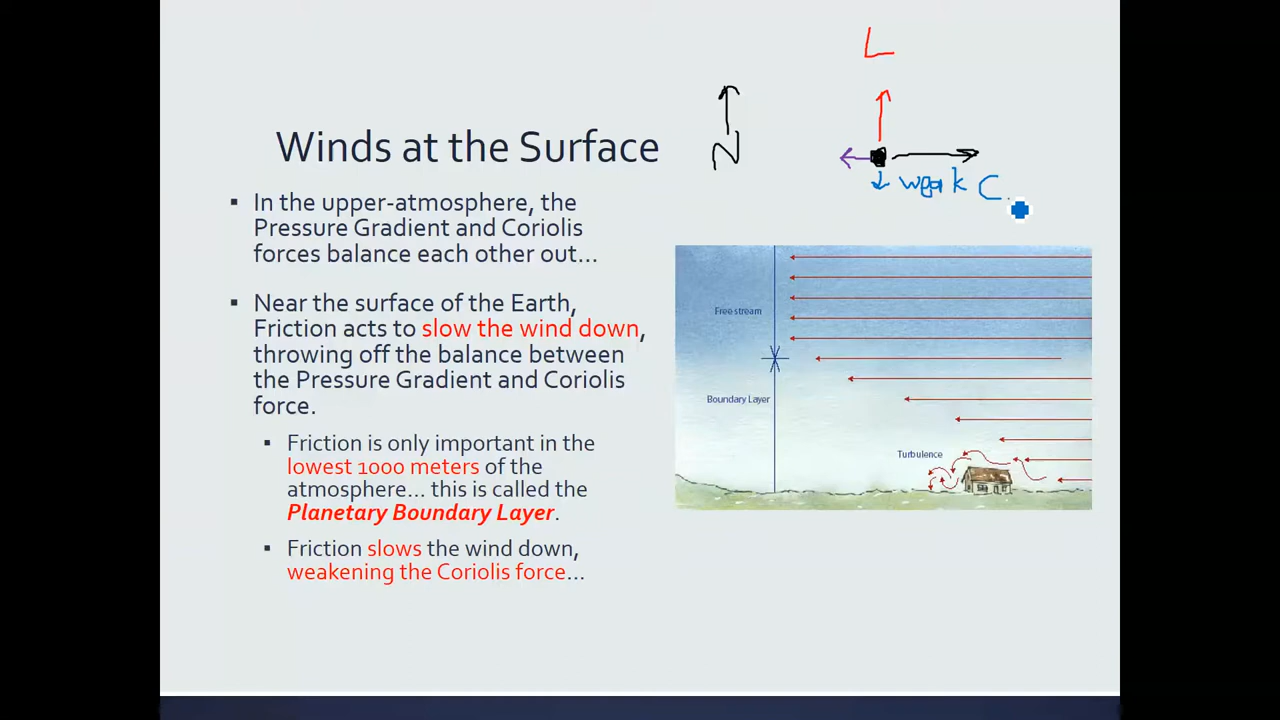 L
N
weak C.
Winds at the Surface
▪ In the upper-atmosphere, the
Pressure Gradient and Coriolis
forces balance each other out…
▪ Near the surface of the Earth,
Friction acts to slow the wind down,
throwing off the balance between
the Pressure Gradient and Coriolis
force.
▪ Friction is only important in the
lowest 1000 meters of the
atmosphere… this is called the
Planetary Boundary Layer.
▪ Friction slows the wind down,
weakening the Coriolis force…
Free stream
Boundary Layer
Turbulence